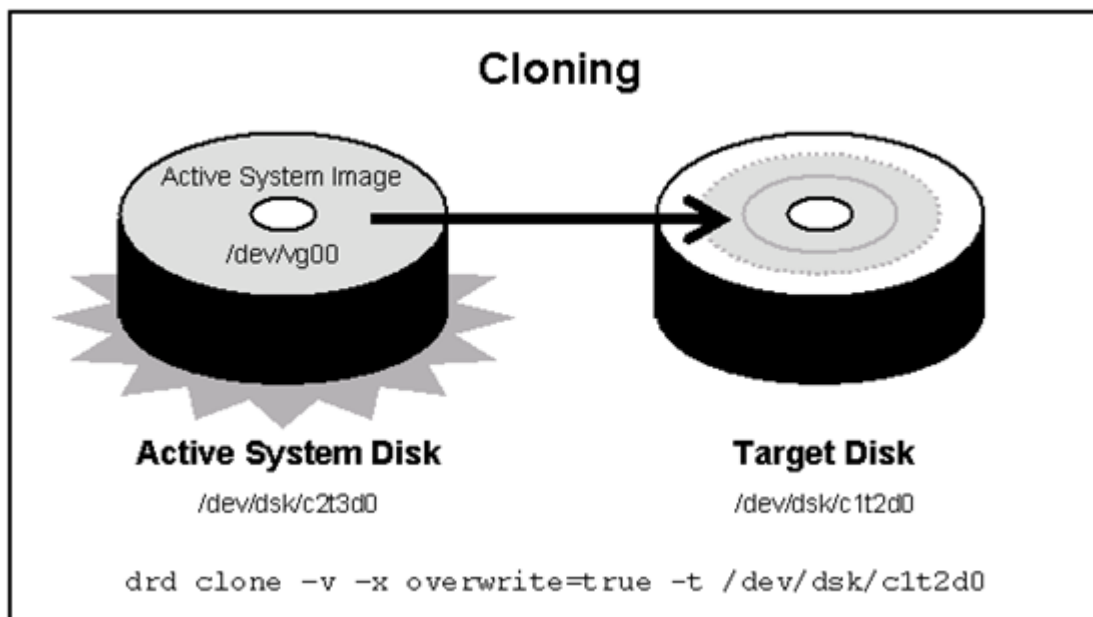 Cloning
Active System Image
/dev/vg00
Active System Disk
/dev/dsk/c2t3d0
Target Disk
/dev/dsk/c1t2d0
drd clone -v -x overwrite=true -t /dev/dsk/c1t2d0